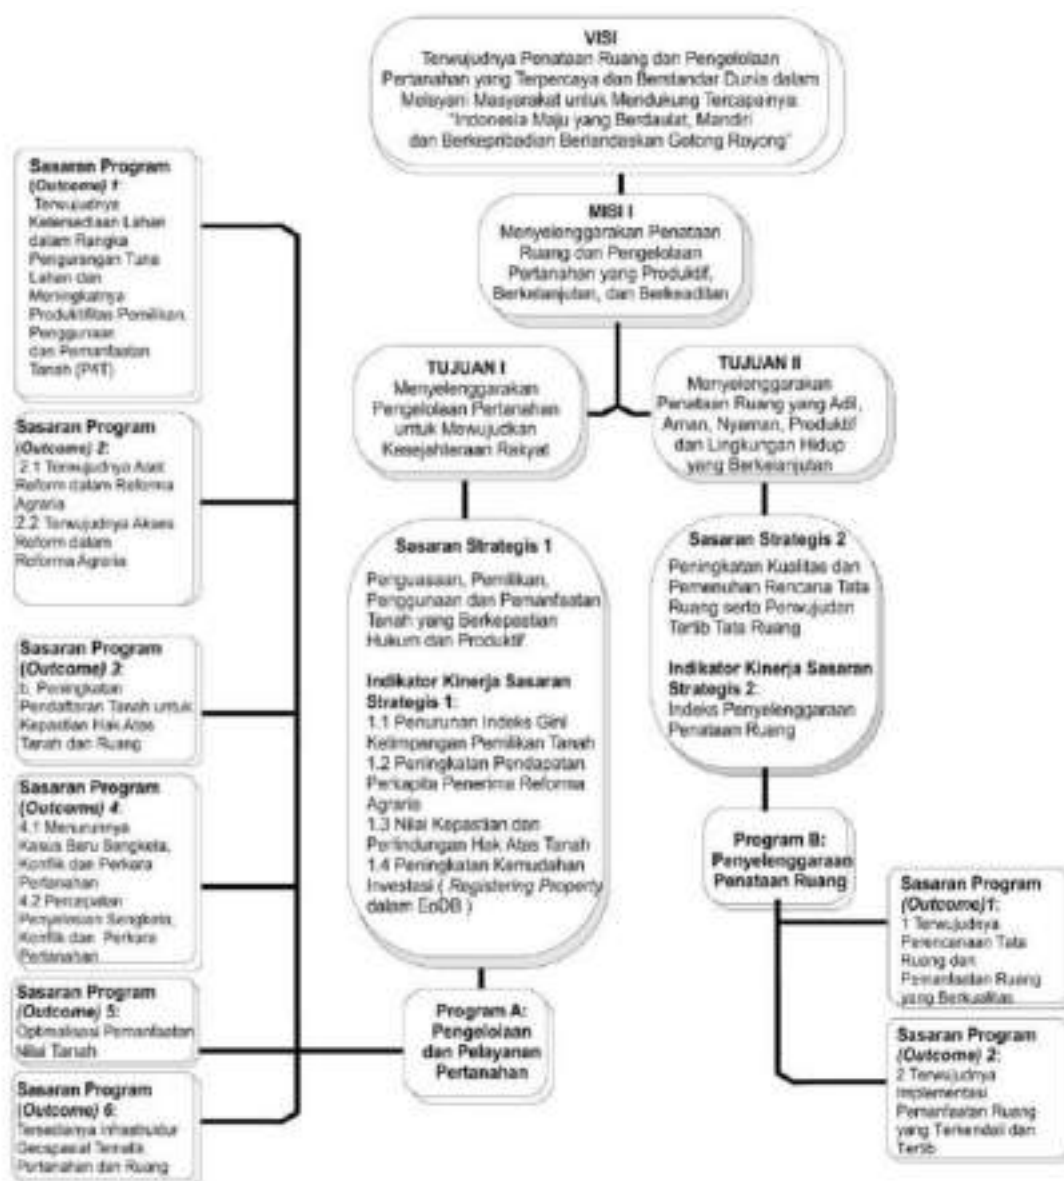 VISI
Terwujudnya Penataan Ruang dan Pengelolaan
Pertanahan yang Terpercaya dan Berstandar Dunia dalam
Melayani Masyarakat untuk Mendukung Tercapainya:
"Indonesia Maju yang Berdaulat, Mandiri
dan Berkepribadian Berlandaskan Gotong Royong"
MISI I
Menyelenggarakan Penataan
Ruang dan Pengelolaan
Pertanahan yang Produktif,
Berkelanjutan, dan Berkeadilan
TUJUAN I
Menyelenggarakan
Pengelolaan Pertanahan
untuk Mewujudkan
Kesejahteraan Rakyat
TUJUAN II
Menyelenggarakan
Penataan Ruang yang Adil,
Aman, Nyaman, Produktif
dan Lingkungan Hidup
yang Berkelanjutan
Sasaran Strategis 1
Penguasaan, Pemilikan,
Penggunaan dan Pemanfaatan
Tanah yang Berkepastian
Hukum dan Produktif
Indikator Kinerja Sasaran
Strategis 1:
1.1 Penurunan Indeks Gini
Ketimpangan Pemilikan Tanah
1.2 Peningkatan Pendapatan
Perkapita Penerima Reforma
Agraria
1.3 Nilai Kepastian dan
Perlindungan Hak Atas Tanah
1.4 Peningkatan Kemudahan
Investasi ( Registering Property
dalam EoDB )
Sasaran Strategis 2
Peningkatan Kualitas dan
Pemenuhan Rencana Tata
Ruang serta Perwujudan
Tertib Tata Ruang
Indikator Kinerja Sasaran
Strategis 2:
Indeks Penyelenggaraan
Penataan Ruang
Program A:
Pengelolaan
dan Pelayanan
Pertanahan
Program B:
Penyelenggaraan
Penataan Ruang
Sasaran Program
(Outcome) 1:
Terwujudnya
Ketersediaan Lahan
dalam Rangka
Pengurangan Tuna
Lahan dan
Meningkatnya
Produktifitas Pemilikan,
Penggunaan
dan Pemanfaatan
Tanah (P4T)
Sasaran Program
(Outcome) 2:
2.1 Terwujudnya Aset
Reform dalam Reforma
Agraria
2.2 Terwujudnya Akses
Reform dalam
Reforma Agraria
Sasaran Program
(Outcome) 3:
b. Peningkatan
Pendaftaran Tanah untuk
Kepastian Hak Atas
Tanah dan Ruang
Sasaran Program
(Outcome) 4:
4.1 Menurunnya
Kasus Baru Sengketa,
Konflik dan Perkara
Pertanahan
4.2 Percepatan
Penyelesaian Sengketa,
Konflik dan Perkara
Pertanahan
Sasaran Program
(Outcome) 5:
Optimalisasi Pemanfaatan
Nilai Tanah
Sasaran Program
(Outcome) 6:
Tersedianya Infrastruktur
Geospasial Tematik
Pertanahan dan Ruang
Sasaran Program
(Outcome)1:
1 Terwujudnya
Perencanaan Tata
Ruang dan
Pemanfaatan Ruang
yang Berkualitas
Sasaran Program
(Outcome) 2:
2 Terwujudnya
Implementasi
Pemanfaatan Ruang
yang Terkendali dan
Tertib